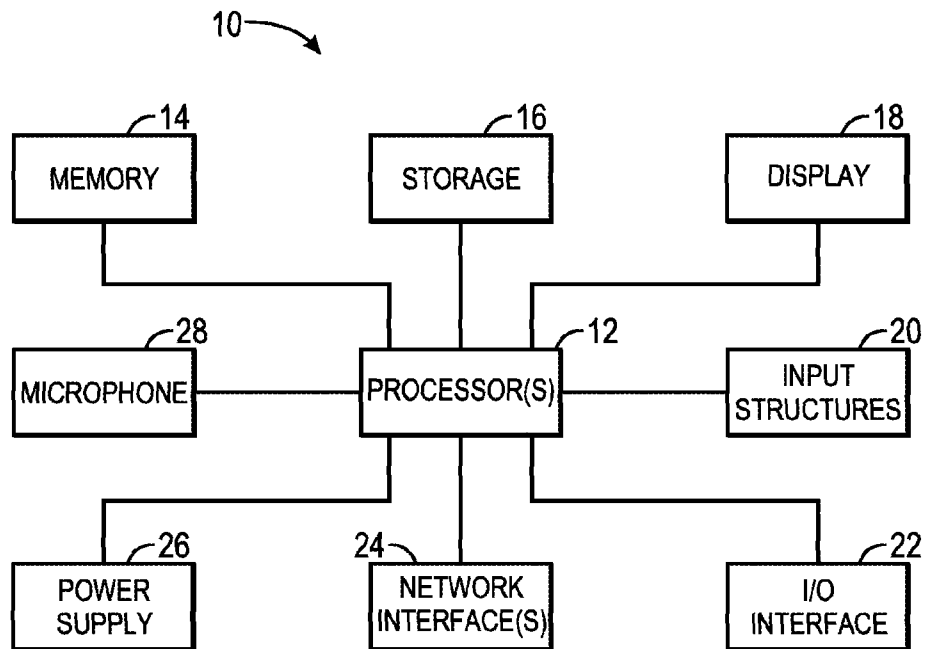 10
14
16
18
MEMORY
STORAGE
DISPLAY
28
12
20
MICROPHONE
PROCESSOR(S)
INPUT
STRUCTURES
26
24
22
POWER
SUPPLY
NETWORK
INTERFACE(S)
I/O
INTERFACE